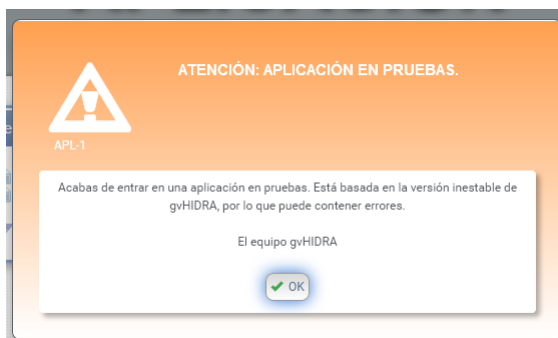 ATENCIÓN: APLICACIÓN EN PRUEBAS.
APL-1
Acabas de entrar en una aplicación en pruebas. Está basada en la versión inestable de
gvHIDRA, por lo que puede contener errores.
El equipo gvHIDRA
OK